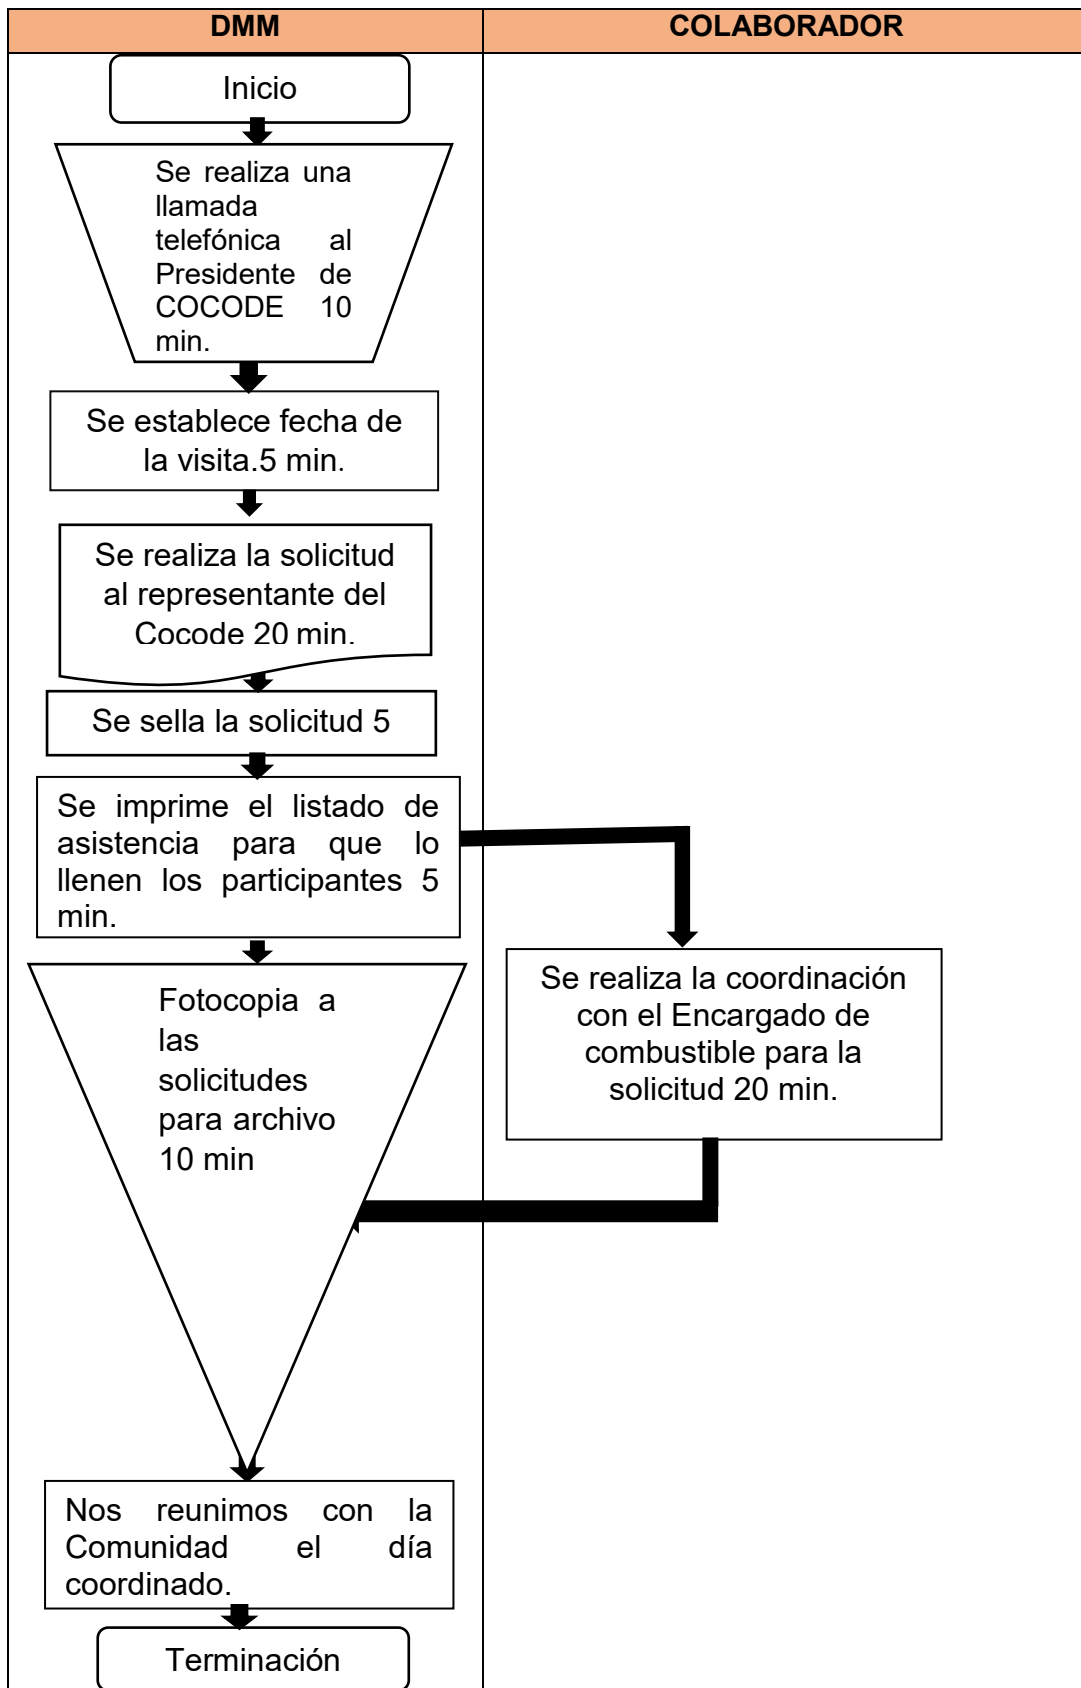 DMM
COLABORADOR
Inicio
Se realiza una
llamada
telefónica al
Presidente de
COCODE 10
min.
Se establece fecha de
la visita.5 min.
Se realiza la solicitud
al representante del
Cocode 20 min.
Se sella la solicitud 5
Se imprime el listado de
asistencia para que lo
llenen los participantes 5
min.
Se realiza la coordinación
con el Encargado de
combustible para la
solicitud 20 min.
Fotocopia a
las
solicitudes
para archivo
10 min
Nos reunimos con la
Comunidad el día
coordinado.
Terminación